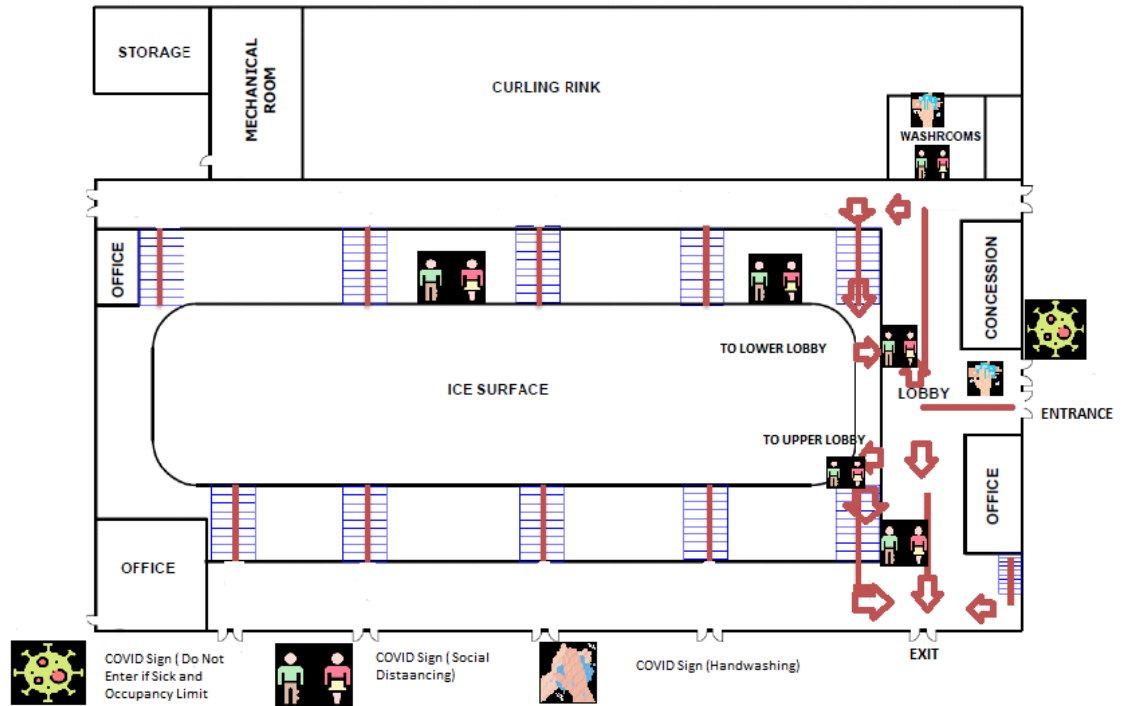 STORAGE
MECHANICAL
ROOM
CURLING RINK
WASHROOMS
OFFICE
CONCESSION
TO LOWER LOBBY
ICE SURFACE
LOBBY
ENTRANCE
TO UPPER LOBBY
OFFICE
OFFICE
EXIT
COVID Sign ( Do Not
Enter if Sick and
Occupancy Limit
COVID Sign (Social
Distaancing)
COVID Sign (Handwashing)